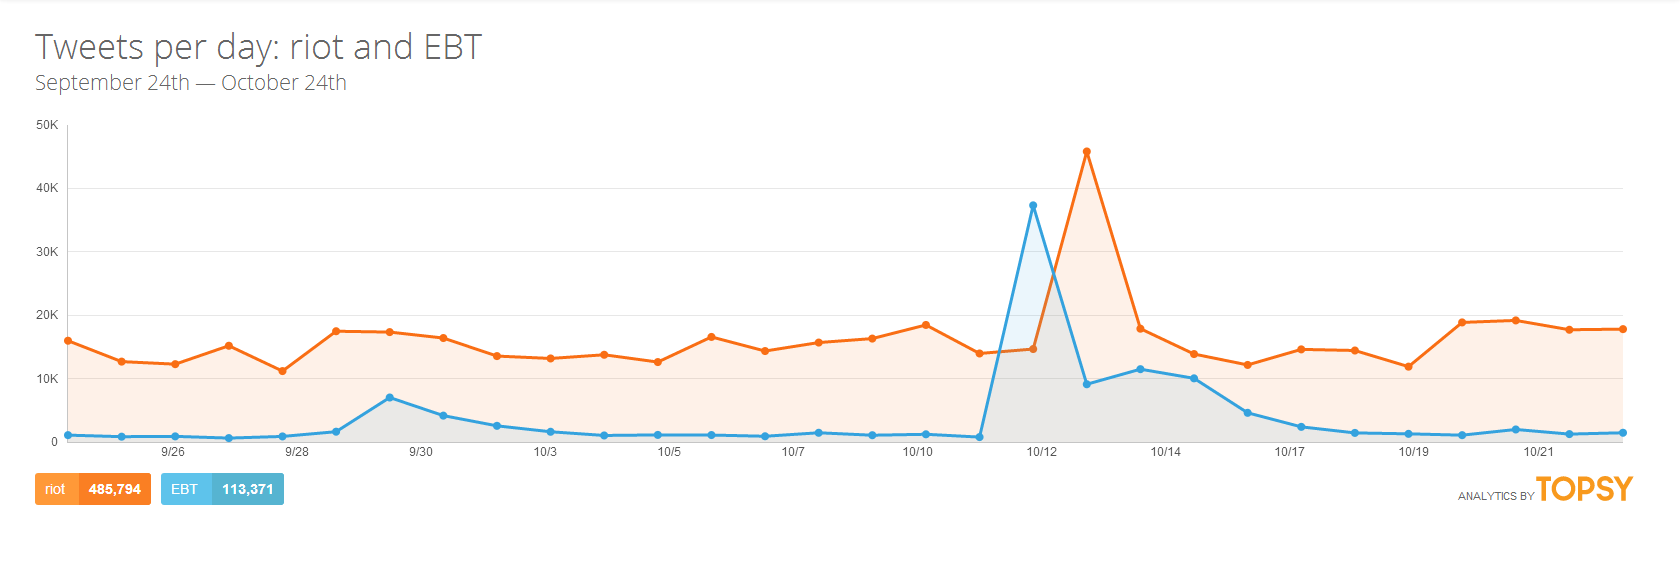 Tweets per day: riot and EBT
September 24th — October 24th
50K
40K
30K
20K
10K
0
9/26 9/28 9/30 10/3 10/5 10/7 10/10 10/12 10/14 10/17 10/19 10/21
riot 485,794 EBT 113,371
ANALYTICS BY TOPSY